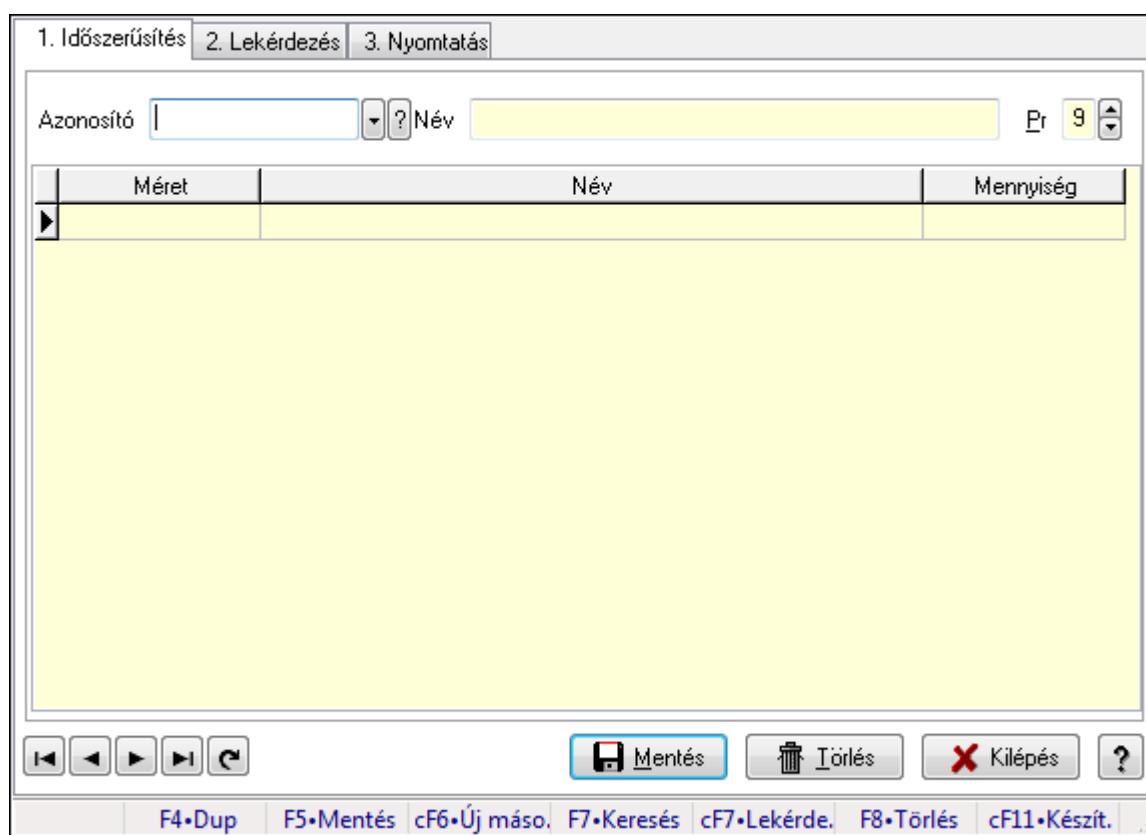 1. Időszerűsítés 2. Lekérdezés 3. Nyomtatás
Azonosító ? Név Pr 9
Méret Név Mennyiség
Mentés Törlés Kilépés ?
F4•Dup F5•Mentés cF6•Új máso. F7•Keresés cF7•Lekérde. F8•Törlés cF11•Készít.